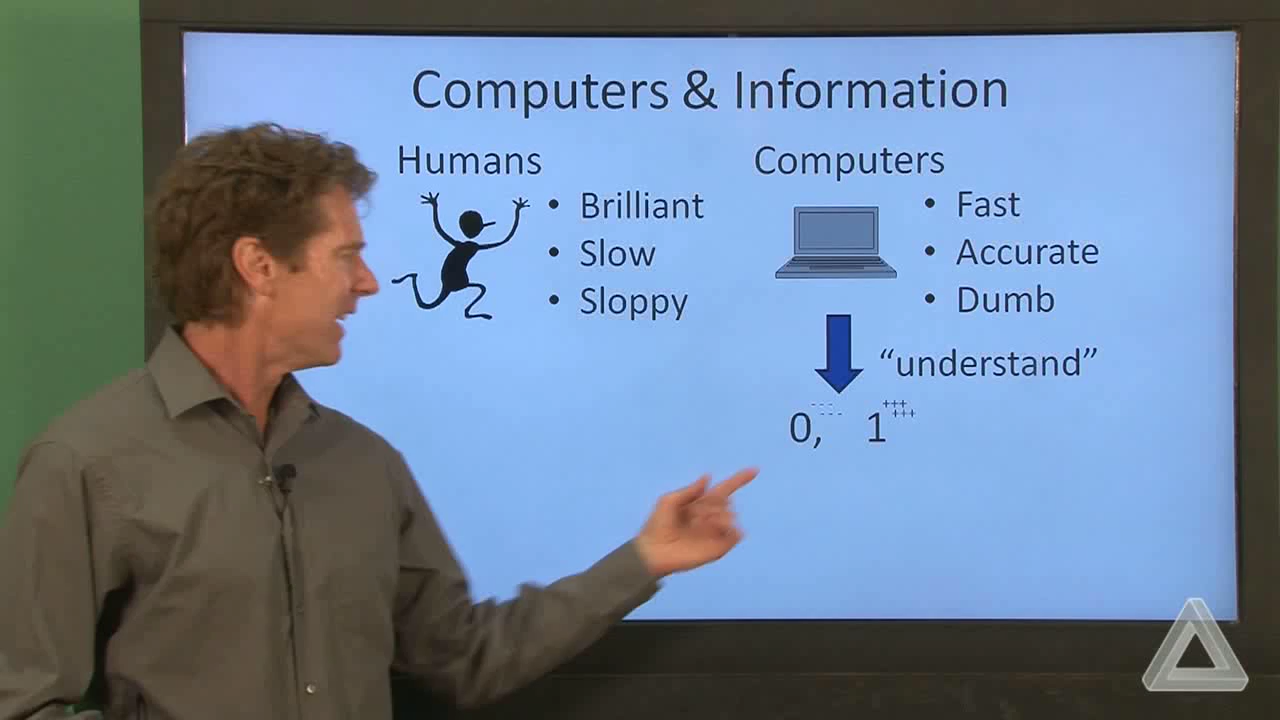 Computers & Information
Humans
• Brilliant
• Slow
• Sloppy
Computers
• Fast
• Accurate
• Dumb
“understand”
0, - - - - - - 1 +++ +++